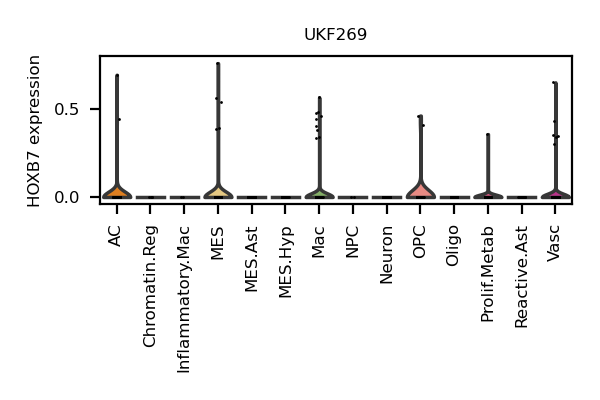 UKF269
HOXB7 expression
0.5
0.0
AC
Chromatin.Reg
Inflammatory.Mac
MES
MES.Ast
MES.Hyp
Mac
NPC
Neuron
OPC
Oligo
Prolif.Metab
Reactive.Ast
Vasc